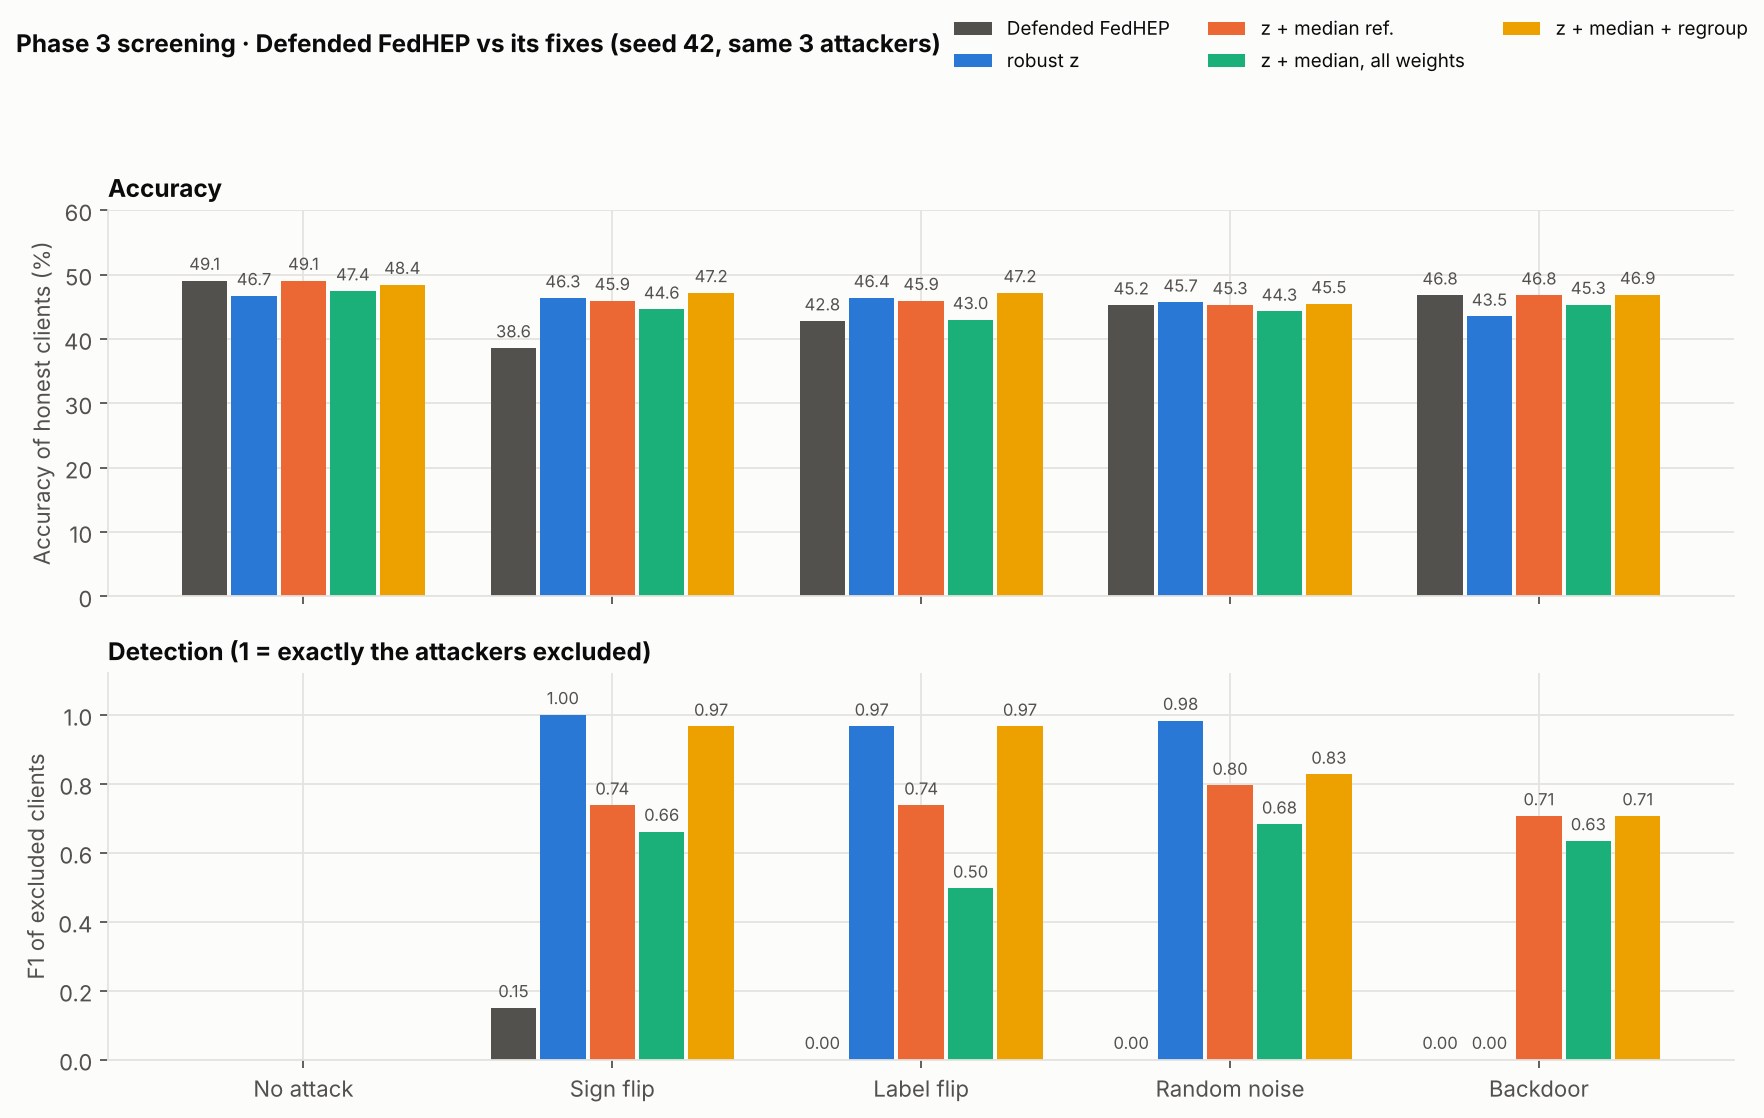 Phase 3 screening · Defended FedHEP vs its fixes (seed 42, same 3 attackers)
Defended FedHEP
robust z
z + median ref.
z + median, all weights
z + median + regroup
Accuracy
Accuracy of honest clients (%)
60
50
40
30
20
10
0
49.1 46.7 49.1 47.4 48.4
38.6 46.3 45.9 44.6 47.2
42.8 46.4 45.9 43.0 47.2
45.2 45.7 45.3 44.3 45.5
46.8 43.5 46.8 45.3 46.9
Detection (1 = exactly the attackers excluded)
F1 of excluded clients
1.0
0.8
0.6
0.4
0.2
0.0
0.15 1.00 0.74 0.66 0.97
0.00 0.97 0.74 0.50 0.97
0.00 0.98 0.80 0.68 0.83
0.00 0.00 0.71 0.63 0.71
No attack
Sign flip
Label flip
Random noise
Backdoor